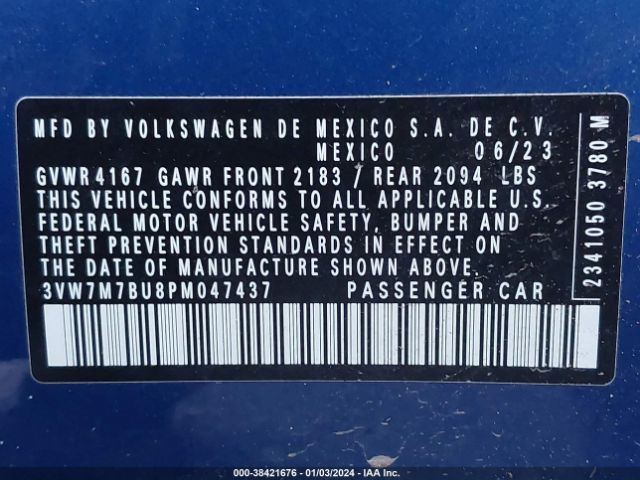 MFD BY VOLKSWAGEN DE MEXICO S.A. DE C.V.
MEXICO 06/23
GVWR 4167 GAWR FRONT 2183 / REAR 2094 LBS
THIS VEHICLE CONFORMS TO ALL APPLICABLE U.S.
FEDERAL MOTOR VEHICLE SAFETY, BUMPER AND
THEFT PREVENTION STANDARDS IN EFFECT ON
THE DATE OF MANUFACTURE SHOWN ABOVE.
3VW7M7BU8PM047437 PASSENGER CAR
2341050 3780 M
000-38421676 - 01/03/2024 - IAA Inc.